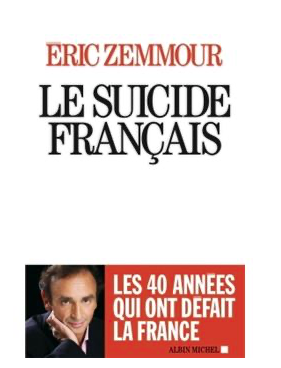 ÉRIC ZEMMOUR
LE SUICIDE
FRANÇAIS
LES 40 ANNÉES
QUI ONT DÉFAIT
LA FRANCE
ALBIN MICHEL